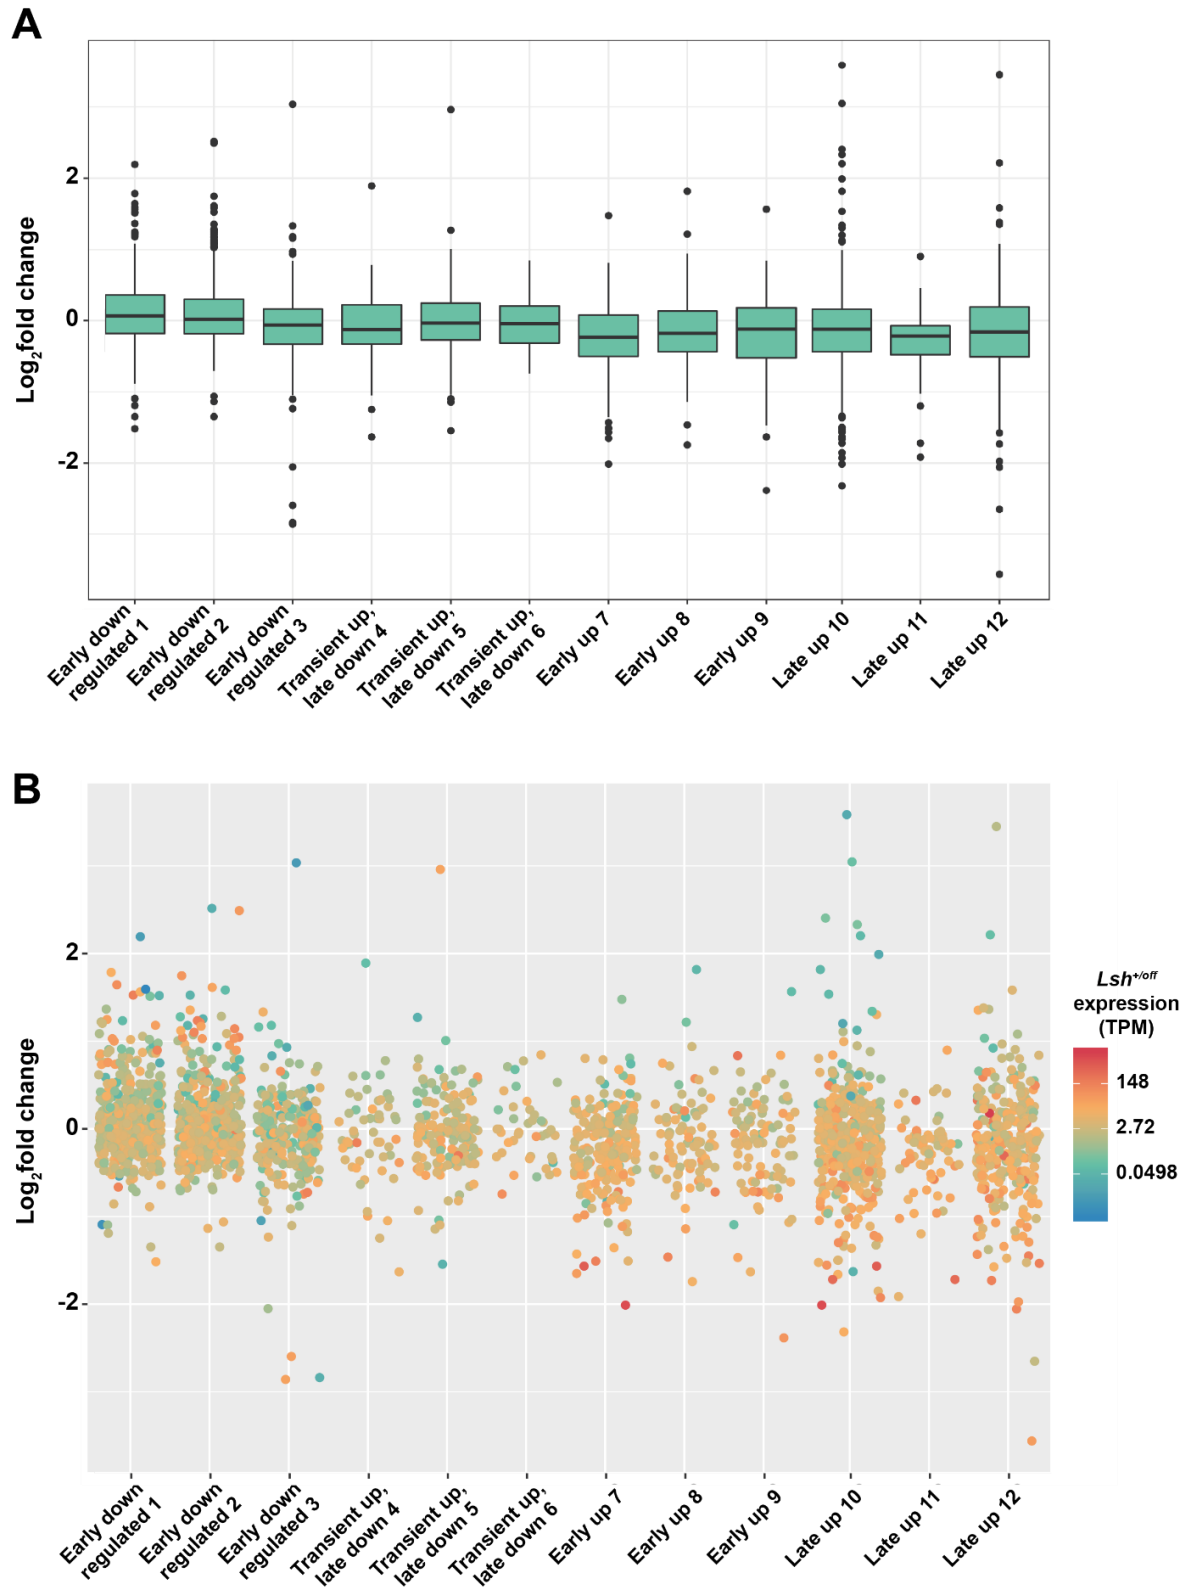 A
Log2fold change
2
0
-2
Early down
regulated 1
Early down
regulated 2
Early down
regulated 3
Transient up,
late down 4
Transient up,
late down 5
Transient up,
late down 6
Early up 7
Early up 8
Early up 9
Late up 10
Late up 11
Late up 12
B
Log2fold change
2
0
-2
Early down
regulated 1
Early down
regulated 2
Early down
regulated 3
Transient up,
late down 4
Transient up,
late down 5
Transient up,
late down 6
Early up 7
Early up 8
Early up 9
Late up 10
Late up 11
Late up 12
Lsh+/off
expression
(TPM)
148
2.72
0.0498